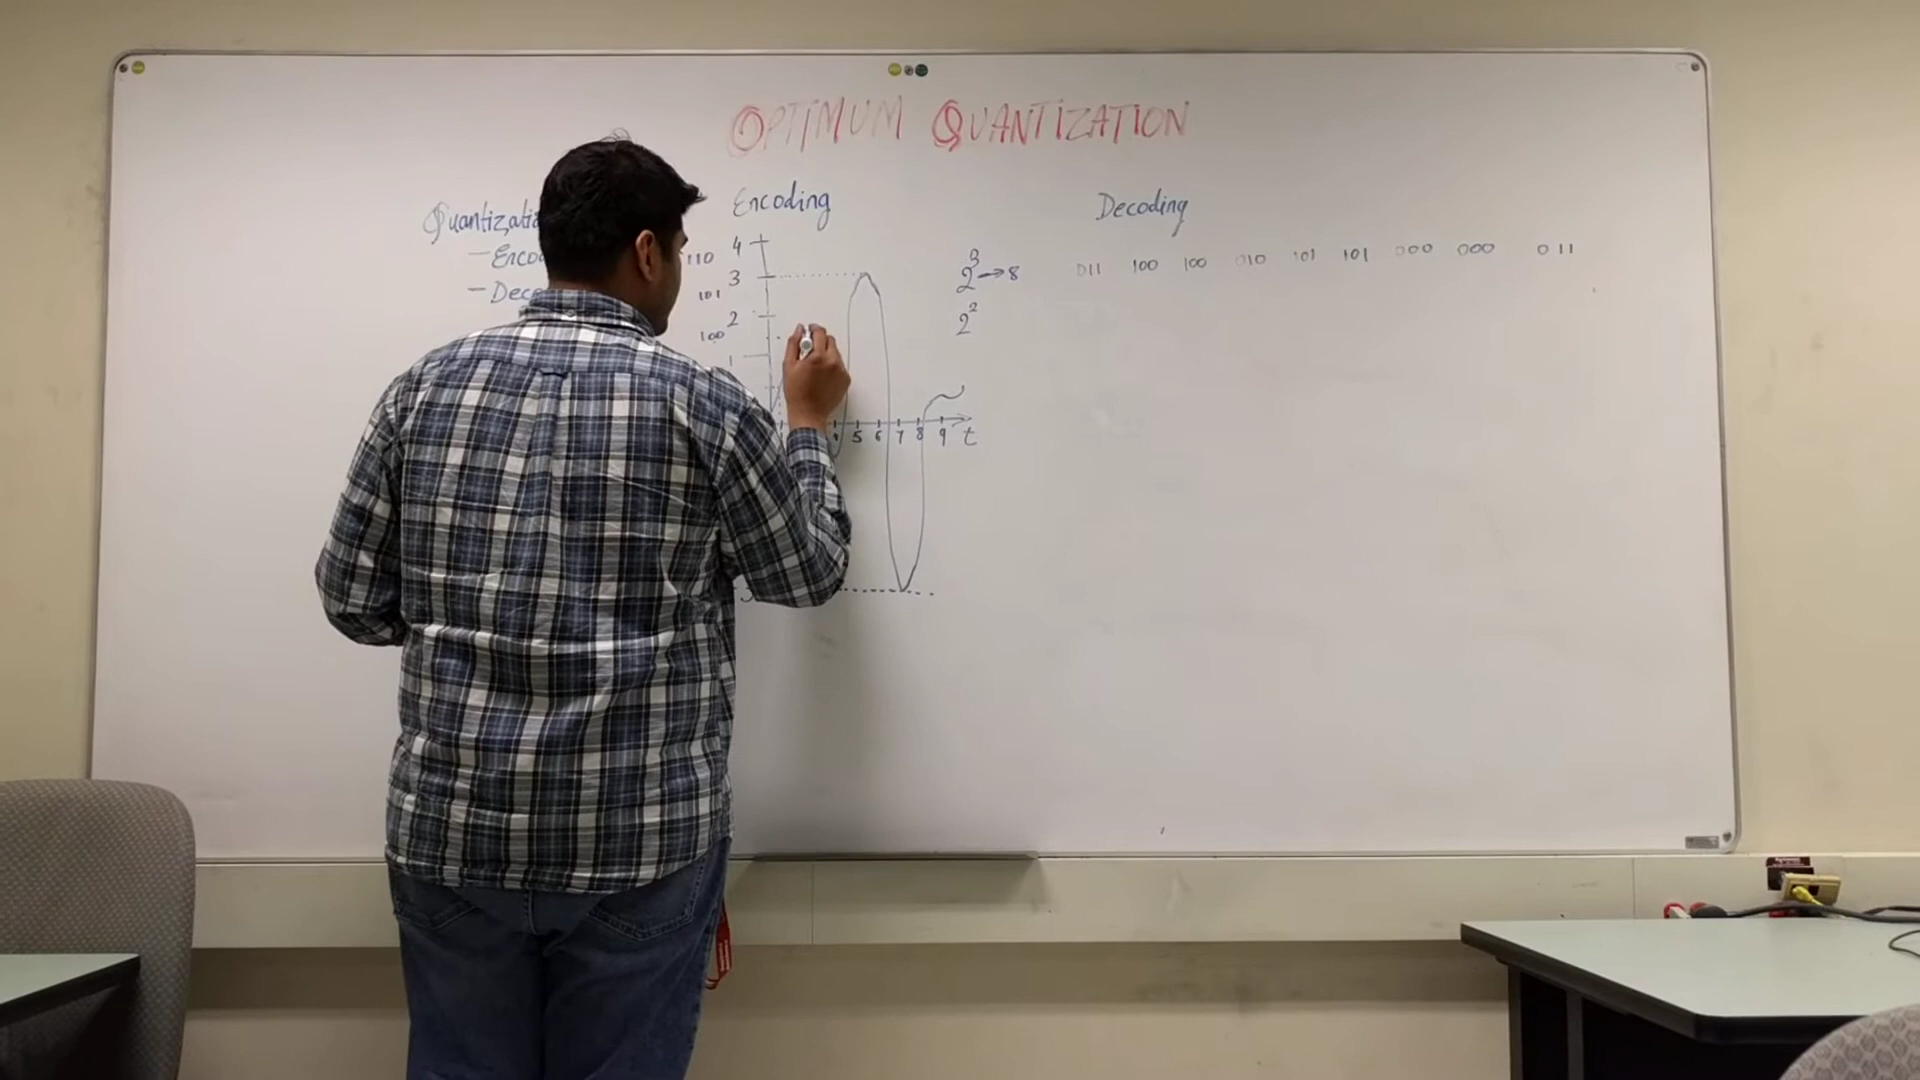 OPTIMUM QUANTIZATION
Quantizati
- Enco
- Dec
Encoding
4
110
3
101
2
100
1
5 6 7 8 9 t
2³ → 8
2²
Decoding
011 100 100 010 101 101 000 000 011